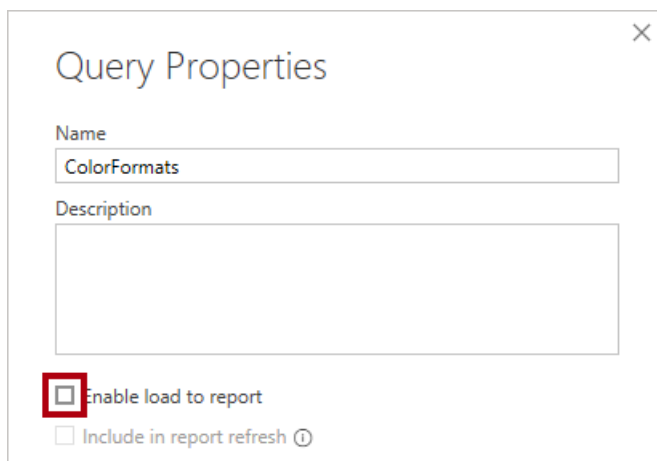 Query Properties
Name
ColorFormats
Description
Enable load to report
Include in report refresh